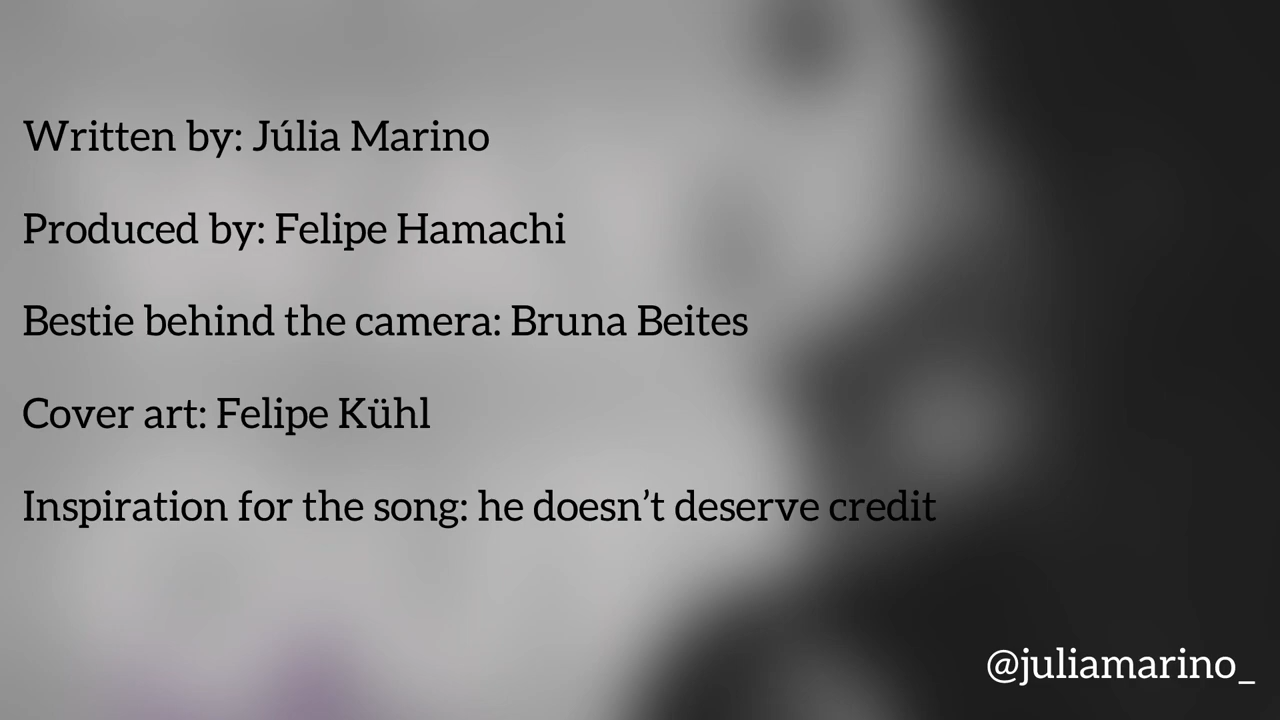 Written by: Júlia Marino
Produced by: Felipe Hamachi
Bestie behind the camera: Bruna Beites
Cover art: Felipe Kühl
Inspiration for the song: he doesn’t deserve credit
@juliamarino_